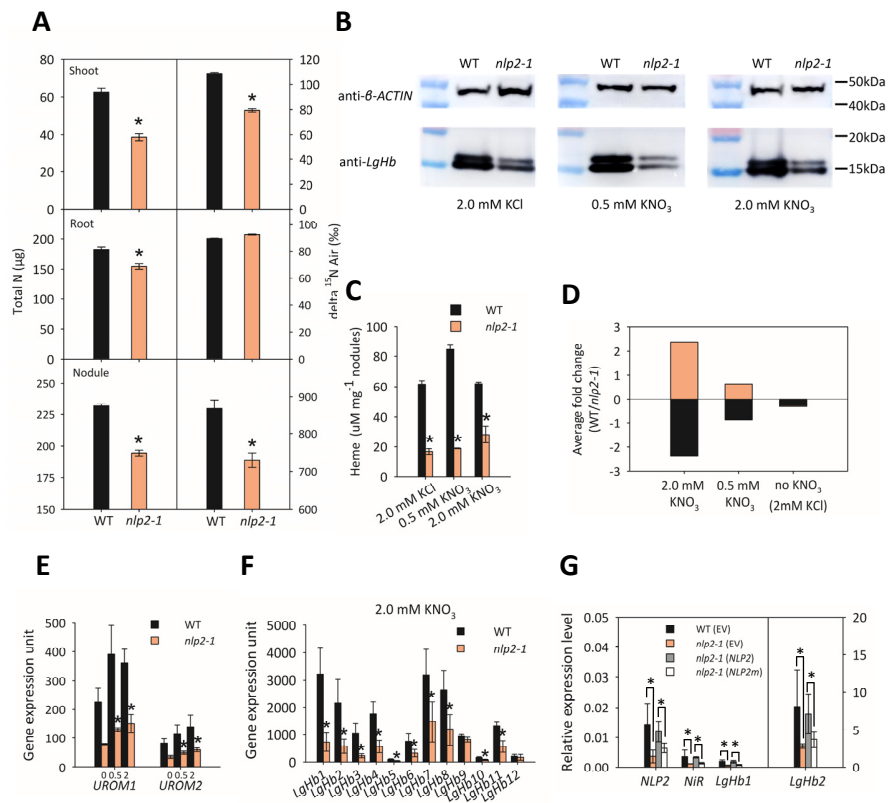 A
Shoot
80
60
40
20
0
120
100
80
60
40
20
0
*
*
Root
200
150
100
50
0
100
80
60
40
20
0
*
Nodule
225
200
175
150
900
800
700
600
*
*
Total N (µg)
delta 15N Air (‰)
WT nlp2-1 WT nlp2-1
B
WT nlp2-1 WT nlp2-1 WT nlp2-1
anti-β-ACTIN
50kDa
40kDa
20kDa
anti-LgHb
15kDa
2.0 mM KCl 0.5 mM KNO3 2.0 mM KNO3
C
WT
nlp2-1
Heme (uM mg-1 nodules)
100
80
60
40
20
0
* * *
2.0 mM KCl
0.5 mM KNO3
2.0 mM KNO3
D
Average fold change
(WT/nlp2-1)
3
2
1
0
-1
-2
-3
2.0 mM 0.5 mM no KNO3
KNO3 KNO3 (2mM KCl)
E
WT
nlp2-1
Gene expression unit
500
400
300
200
100
0
* * * *
0 0.5 2 0 0.5 2
UROM1 UROM2
F
2.0 mM KNO3
WT
nlp2-1
Gene expression unit
5000
4000
3000
2000
1000
0
* * * * * * * * * *
LgHb1
LgHb2
LgHb3
LgHb4
LgHb5
LgHb6
LgHb7
LgHb8
LgHb9
LgHb10
LgHb11
LgHb12
G
Relative expression level
0.05
0.04
0.03
0.02
0.01
0.00
WT (EV)
nlp2-1 (EV)
nlp2-1 (NLP2)
nlp2-1 (NLP2m)
20
15
10
5
0
* * * * * * * *
NLP2 NiR LgHb1 LgHb2